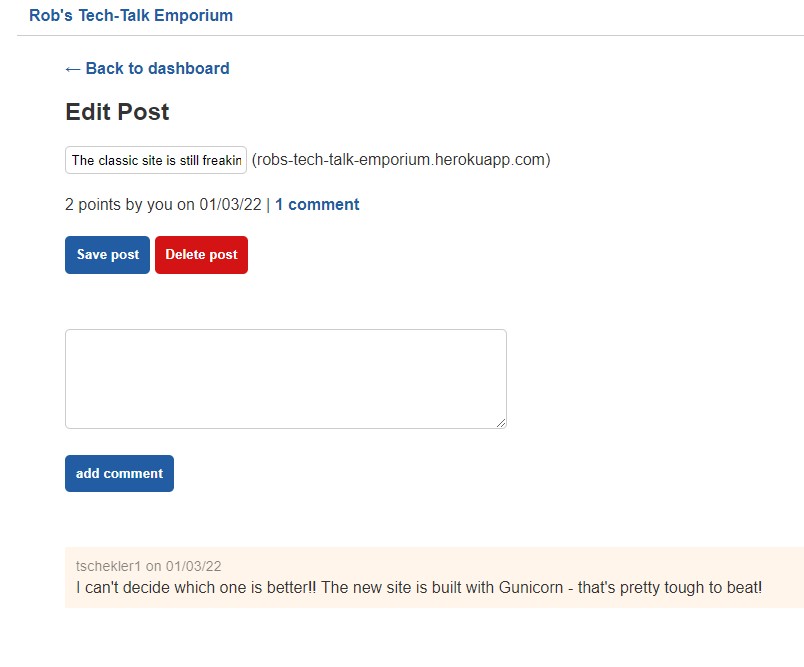 Rob's Tech-Talk Emporium
← Back to dashboard
Edit Post
The classic site is still freakin (robs-tech-talk-emporium.herokuapp.com)
2 points by you on 01/03/22 | 1 comment
Save post Delete post
add comment
tschekler1 on 01/03/22
I can't decide which one is better!! The new site is built with Gunicorn - that's pretty tough to beat!